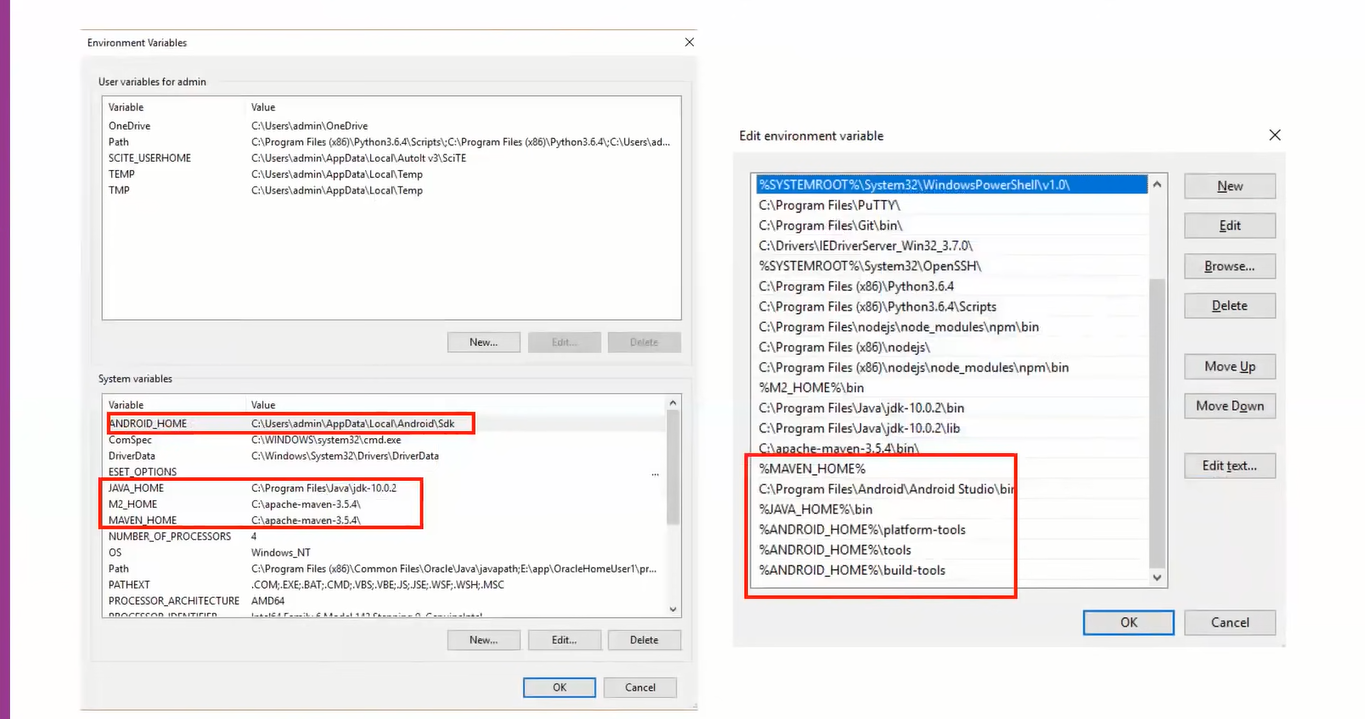 Environment Variables
User variables for admin
Variable Value
OneDrive C:\Users\admin\OneDrive
Path C:\Program Files (x86)\Python3.6.4\Scripts\;C:\Program Files (x86)\Python3.6.4\;C:\Users\ad...
SCITE_USERHOME C:\Users\admin\AppData\Local\AutoIt v3\SciTE
TEMP C:\Users\admin\AppData\Local\Temp
TMP C:\Users\admin\AppData\Local\Temp
New... Edit... Delete
System variables
Variable Value
ANDROID_HOME C:\Users\admin\AppData\Local\Android\Sdk
ComSpec C:\WINDOWS\system32\cmd.exe
DriverData C:\Windows\System32\Drivers\DriverData
ESET_OPTIONS ...
JAVA_HOME C:\Program Files\Java\jdk-10.0.2
M2_HOME C:\apache-maven-3.5.4\
MAVEN_HOME C:\apache-maven-3.5.4\
NUMBER_OF_PROCESSORS 4
OS Windows_NT
Path C:\Program Files (x86)\Common Files\Oracle\Java\javapath;E:\app\OracleHomeUser1\pr...
PATHEXT .COM;.EXE;.BAT;.CMD;.VBS;.VBE;.JS;.JSE;.WSF;.WSH;.MSC
PROCESSOR_ARCHITECTURE AMD64
PROCESSOR_IDENTIFIER Intel64 Family 6 Model 142 Stepping 9, GenuineIntel
New... Edit... Delete
OK Cancel
Edit environment variable
%SYSTEMROOT%\System32\WindowsPowerShell\v1.0\
C:\Program Files\PuTTY\
C:\Program Files\Git\bin\
C:\Drivers\IEDriverServer_Win32_3.7.0\
%SYSTEMROOT%\System32\OpenSSH\
C:\Program Files (x86)\Python3.6.4
C:\Program Files (x86)\Python3.6.4\Scripts
C:\Program Files\nodejs\node_modules\npm\bin
C:\Program Files (x86)\nodejs\
C:\Program Files (x86)\nodejs\node_modules\npm\bin
%M2_HOME%\bin
C:\Program Files\Java\jdk-10.0.2\bin
C:\Program Files\Java\jdk-10.0.2\lib
C:\apache-maven-3.5.4\bin\
%MAVEN_HOME%
C:\Program Files\Android\Android Studio\bin
%JAVA_HOME%\bin
%ANDROID_HOME%\platform-tools
%ANDROID_HOME%\tools
%ANDROID_HOME%\build-tools
New
Edit
Browse...
Delete
Move Up
Move Down
Edit text...
OK Cancel